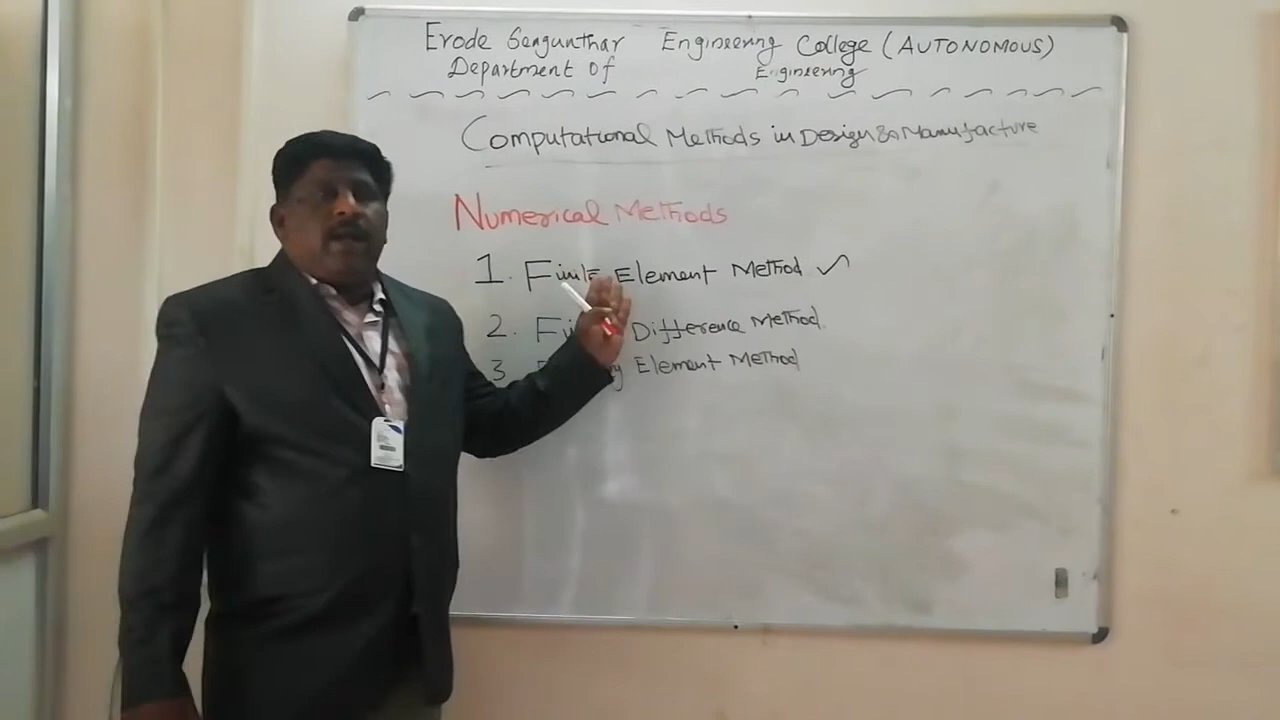 Erode Sengunthar Engineering College (AUTONOMOUS)
Department of Engineering
Computational Methods in Design & Manufacture
Numerical Methods
1. Finite Element Method ✓
2. Difference Method.
3 Element Method